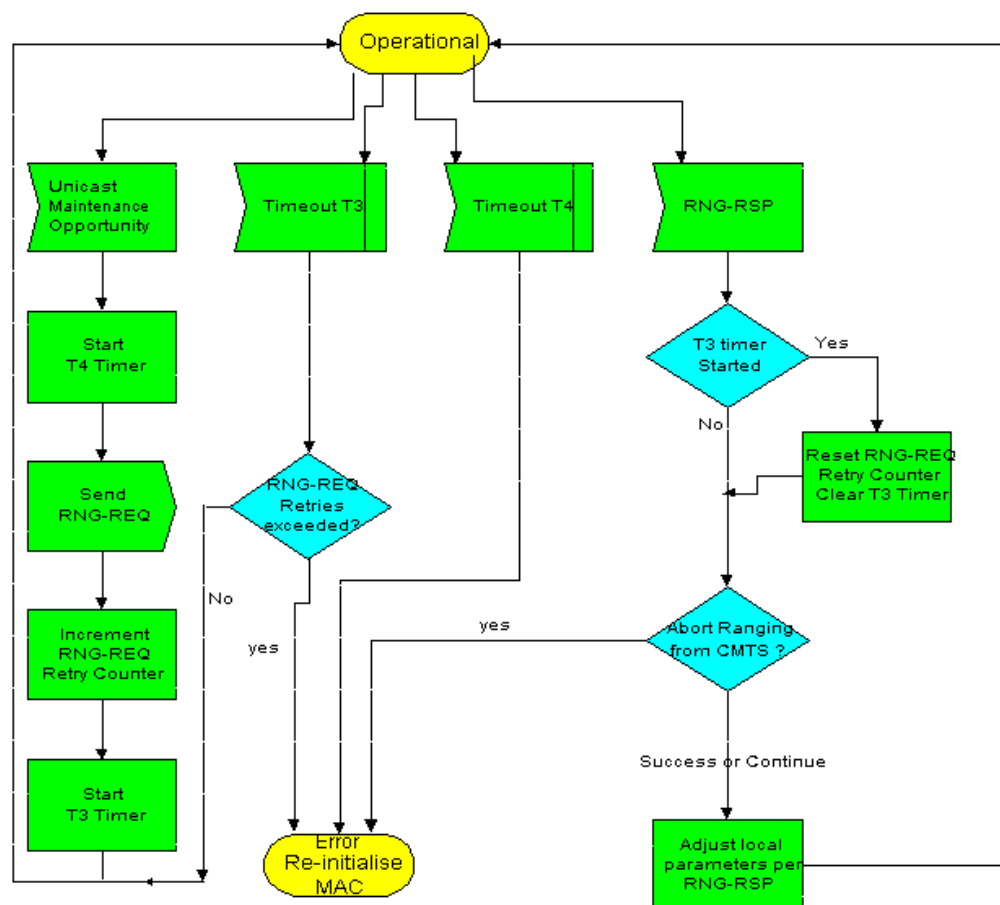 Operational
Unicast
Maintenance
Opportunity
Timeout T3
Timeout T4
RNG-RSP
Start
T4 Timer
T3 timer
Started
Yes
No
Reset RNG-REQ
Retry Counter
Clear T3 Timer
Send
RNG-REQ
RNG-REQ
Retries
exceeded?
No
yes
Increment
RNG-REQ
Retry Counter
yes
Abort Ranging
from CMTS ?
Success or Continue
Start
T3 Timer
Error
Re-initialise
MAC
Adjust local
parameters per
RNG-RSP